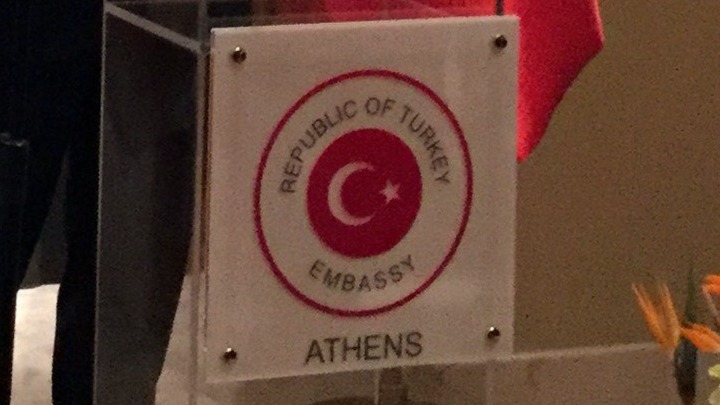 REPUBLIC OF TURKEY
EMBASSY
ATHENS